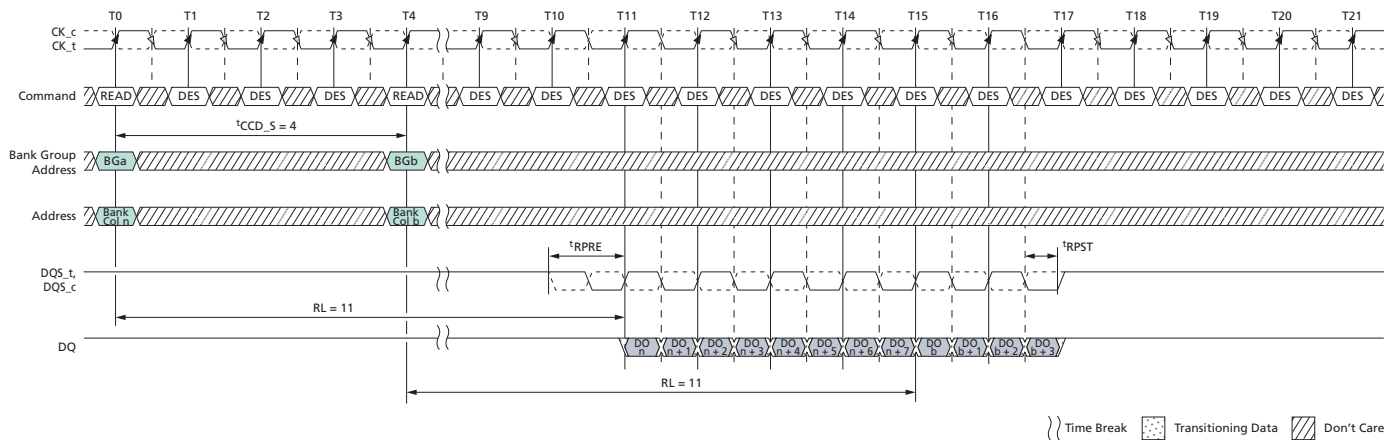 T0 T1 T2 T3 T4 T9 T10 T11 T12 T13 T14 T15 T16 T17 T18 T19 T20 T21
CK_c
CK_t
Command READ DES DES DES READ DES DES DES DES DES DES DES DES DES DES DES DES DES
tCCD_S = 4
Bank Group
Address
BGa BGb
Address
Bank
Col n
Bank
Col b
tRPRE tRPST
DQS_t,
DQS_c
RL = 11
DQ
DO
n
DO
n + 1
DO
n + 2
DO
n + 3
DO
n + 4
DO
n + 5
DO
n + 6
DO
n + 7
DO
b
DO
b + 1
DO
b + 2
DO
b + 3
RL = 11
Time Break Transitioning Data Don't Care